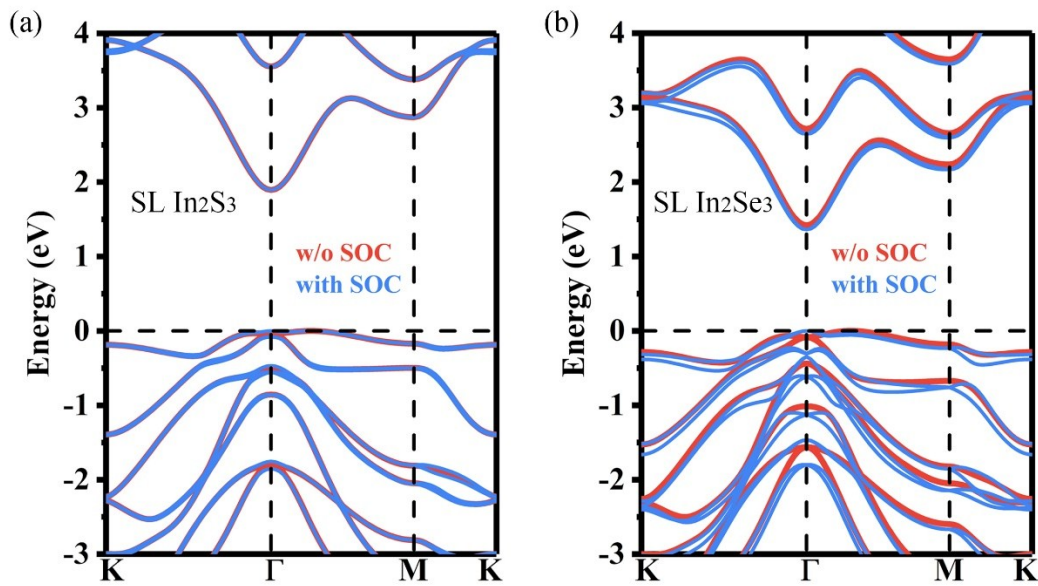 (a)
Energy (eV)
4
3
2
1
0
-1
-2
-3
SL In2S3
w/o SOC
with SOC
K
Γ
M
K
(b)
Energy (eV)
4
3
2
1
0
-1
-2
-3
SL In2Se3
w/o SOC
with SOC
K
Γ
M
K